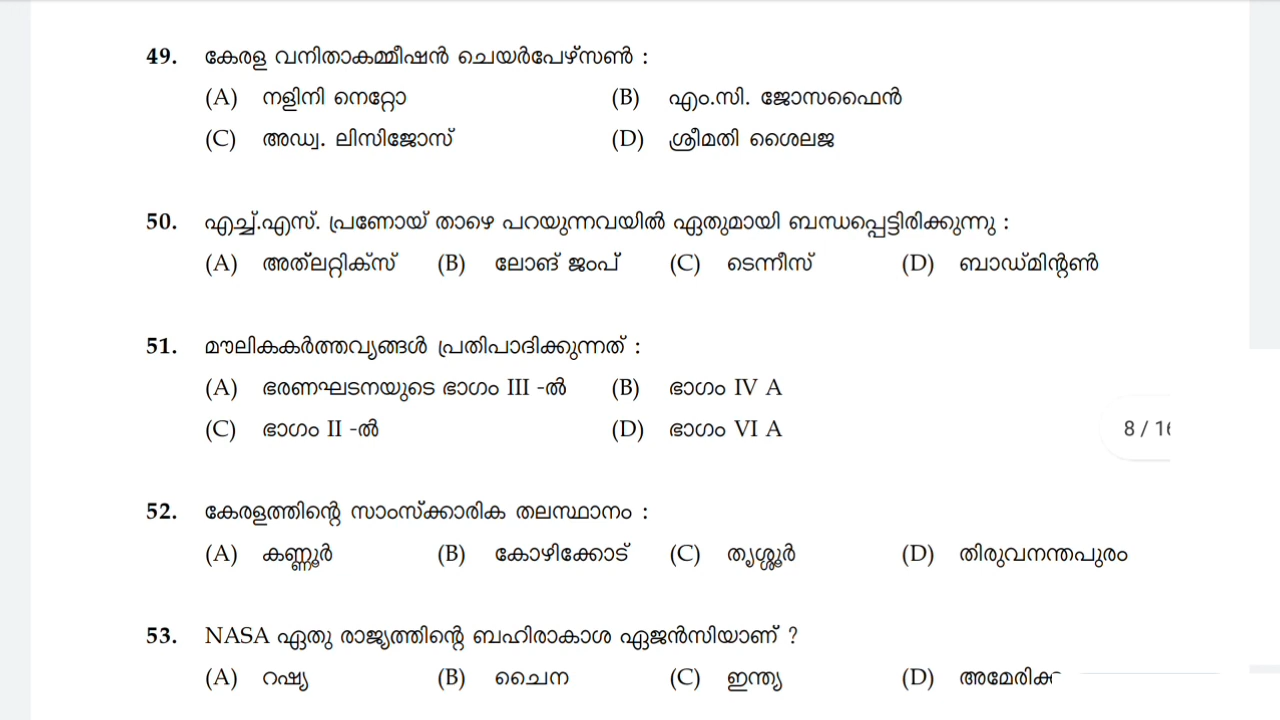 49. കേരള വനിതാകമ്മീഷൻ ചെയർപേഴ്സൺ :
(A) നളിനി നെറ്റോ (B) എം.സി. ജോസഫൈൻ
(C) അഡ്വ. ലിസിജോസ് (D) ശ്രീമതി ശൈലജ
50. എച്ച്.എസ്. പ്രണോയ് താഴെ പറയുന്നവയിൽ ഏതുമായി ബന്ധപ്പെട്ടിരിക്കുന്നു :
(A) അത്‌ലറ്റിക്സ് (B) ലോങ് ജംപ് (C) ടെന്നീസ് (D) ബാഡ്മിന്റൺ
51. മൗലികകർത്തവ്യങ്ങൾ പ്രതിപാദിക്കുന്നത് :
(A) ഭരണഘടനയുടെ ഭാഗം III -ൽ (B) ഭാഗം IV A
(C) ഭാഗം II -ൽ (D) ഭാഗം VI A
8 / 16
52. കേരളത്തിന്റെ സാംസ്ക്കാരിക തലസ്ഥാനം :
(A) കണ്ണൂർ (B) കോഴിക്കോട് (C) തൃശ്ശൂർ (D) തിരുവനന്തപുരം
53. NASA ഏതു രാജ്യത്തിന്റെ ബഹിരാകാശ ഏജൻസിയാണ് ?
(A) റഷ്യ (B) ചൈന (C) ഇന്ത്യ (D) അമേരിക്ക